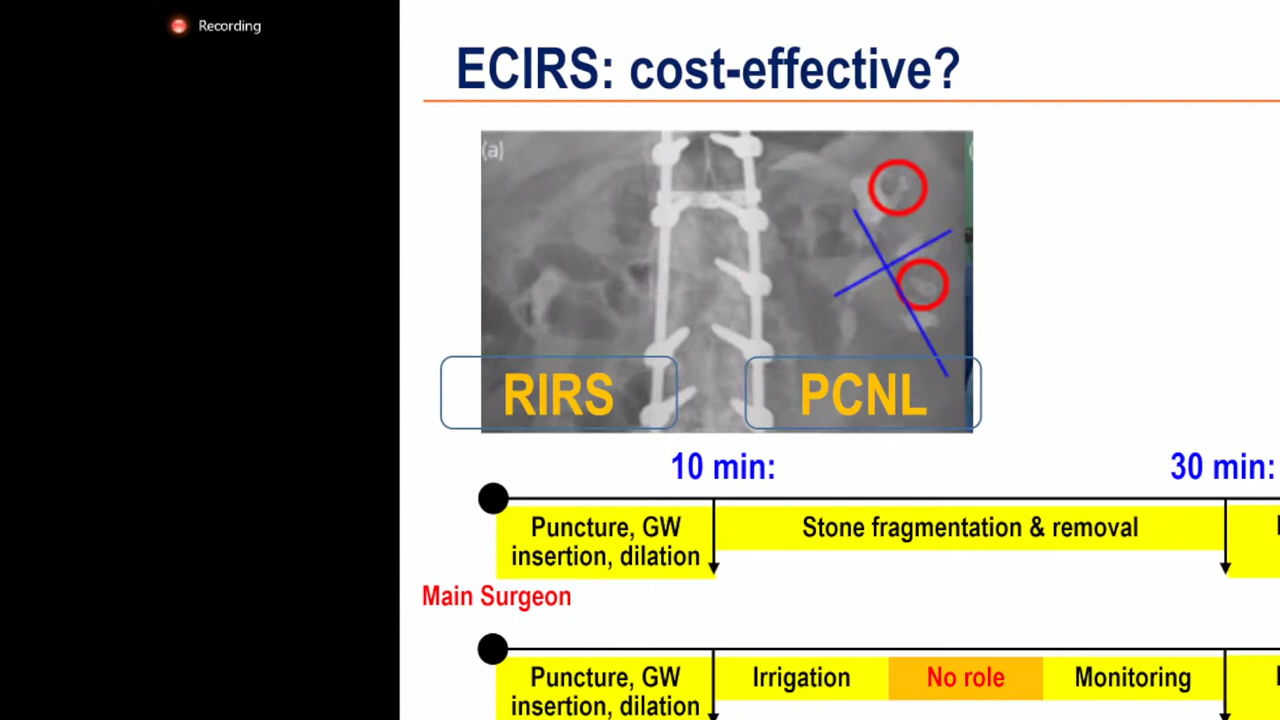 Recording
ECIRS: cost-effective?
(a)
RIRS
PCNL
10 min:
30 min:
Puncture, GW
insertion, dilation
Stone fragmentation & removal
Main Surgeon
Puncture, GW
insertion, dilation
Irrigation
No role
Monitoring